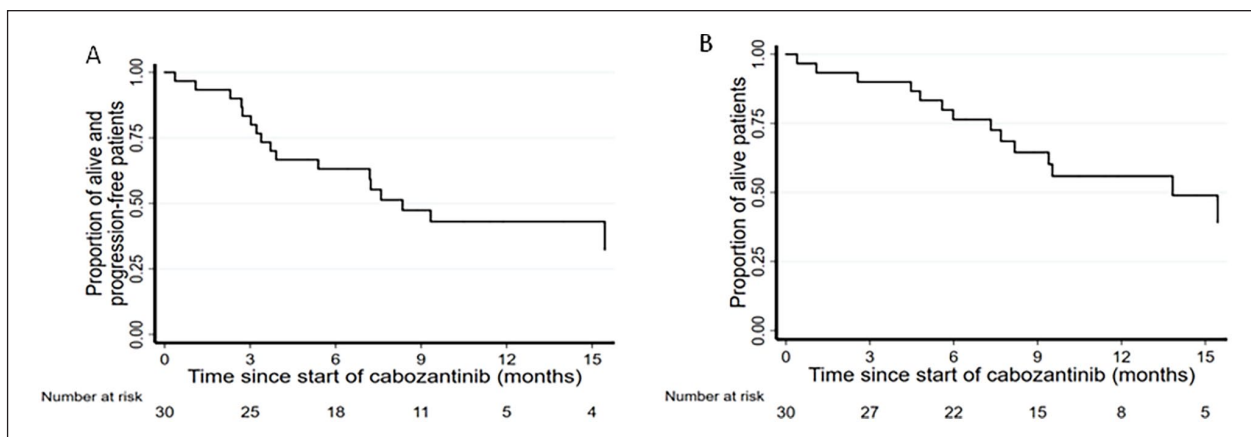 A
Proportion of alive and
progression-free patients
1.00
0.75
0.50
0.25
0.00
0 3 6 9 12 15
Time since start of cabozantinib (months)
Number at risk
30 25 18 11 5 4
B
Proportion of alive patients
1.00
0.75
0.50
0.25
0.00
0 3 6 9 12 15
Time since start of cabozantinib (months)
Number at risk
30 27 22 15 8 5